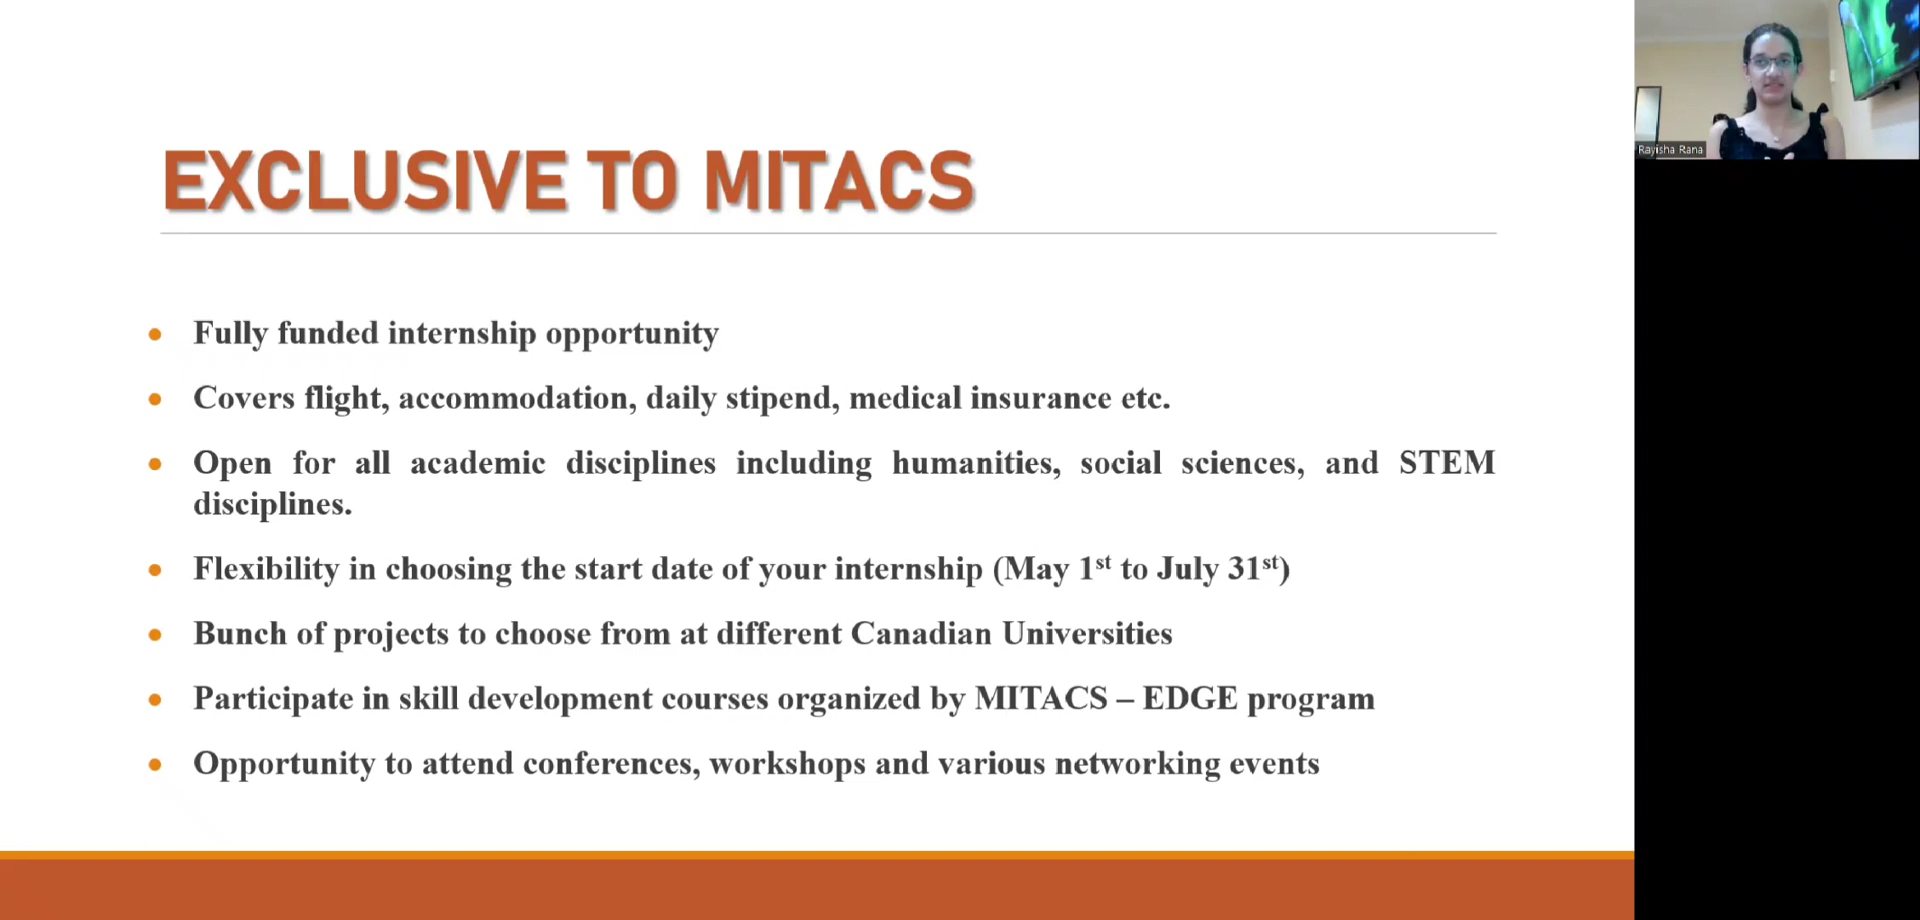 EXCLUSIVE TO MITACS
Fully funded internship opportunity
Covers flight, accommodation, daily stipend, medical insurance etc.
Open for all academic disciplines including humanities, social sciences, and STEM
disciplines.
Flexibility in choosing the start date of your internship (May 1st to July 31st)
Bunch of projects to choose from at different Canadian Universities
Participate in skill development courses organized by MITACS – EDGE program
Opportunity to attend conferences, workshops and various networking events
Rayisha Rana